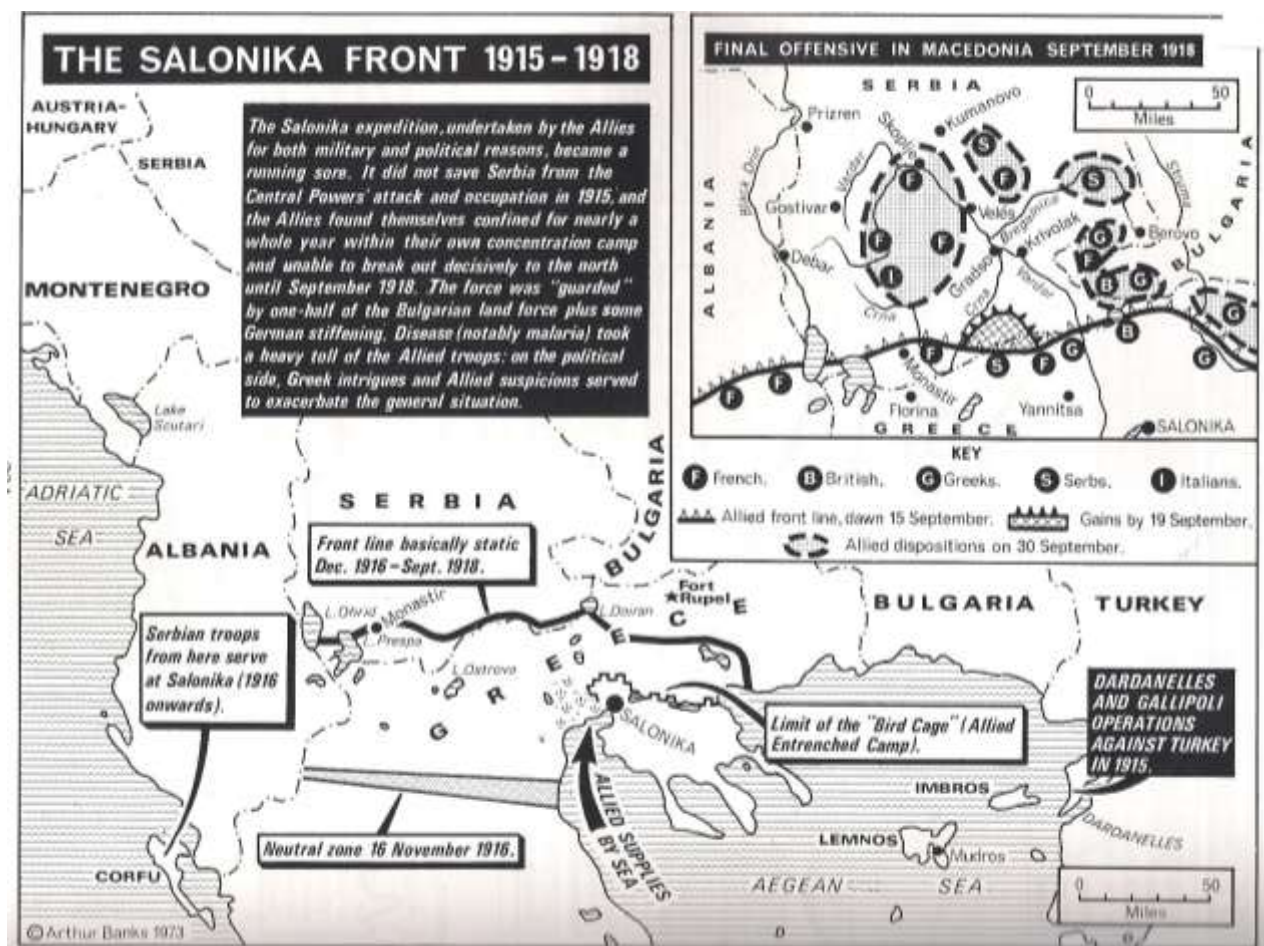 THE SALONIKA FRONT 1915–1918
AUSTRIA-
HUNGARY
SERBIA
The Salonika expedition, undertaken by the Allies
for both military and political reasons, became a
running sore. It did not save Serbia from the
Central Powers' attack and occupation in 1915, and
the Allies found themselves confined for nearly a
whole year within their own concentration camp
and unable to break out decisively to the north
until September 1918. The force was "guarded"
by one-half of the Bulgarian land force plus some
German stiffening. Disease (notably malaria) took
a heavy toll of the Allied troops; on the political
side, Greek intrigues and Allied suspicions served
to exacerbate the general situation.
MONTENEGRO
Lake
Scutari
ADRIATIC
SEA
ALBANIA
SERBIA
BULGARIA
Front line basically static
Dec. 1916–Sept. 1918.
Serbian troops
from here serve
at Salonika (1916
onwards).
L. Ohrid
Monastir
L. Prespa
L. Ostrova
L. Doiran
Fort
Rupel
GREECE
SALONIKA
BULGARIA
TURKEY
Limit of the "Bird Cage" (Allied
Entrenched Camp).
DARDANELLES
AND GALLIPOLI
OPERATIONS
AGAINST TURKEY
IN 1915.
Neutral zone 16 November 1916.
ALLIED SUPPLIES
BY SEA
IMBROS
DARDANELLES
LEMNOS
Mudros
AEGEAN SEA
CORFU
0 50
Miles
©Arthur Banks 1973
FINAL OFFENSIVE IN MACEDONIA SEPTEMBER 1918
0 50
Miles
SERBIA
Prizren
Kumanovo
Skoplje
Black Drin
Vardar
Gostivar
Veles
Bregalnica
Krivolak
Struma
Berovo
BULGARIA
ALBANIA
Debar
Gradsko
Vardar
Crna
Crna
S
F
F
S
F
F
I
G
F
B
G
G
F
F
F
S
F
G
B
G
Monastir
Florina
Yannitsa
GREECE
SALONIKA
KEY
F French. B British. G Greeks. S Serbs. I Italians.
Allied front line, dawn 15 September. Gains by 19 September.
Allied dispositions on 30 September.